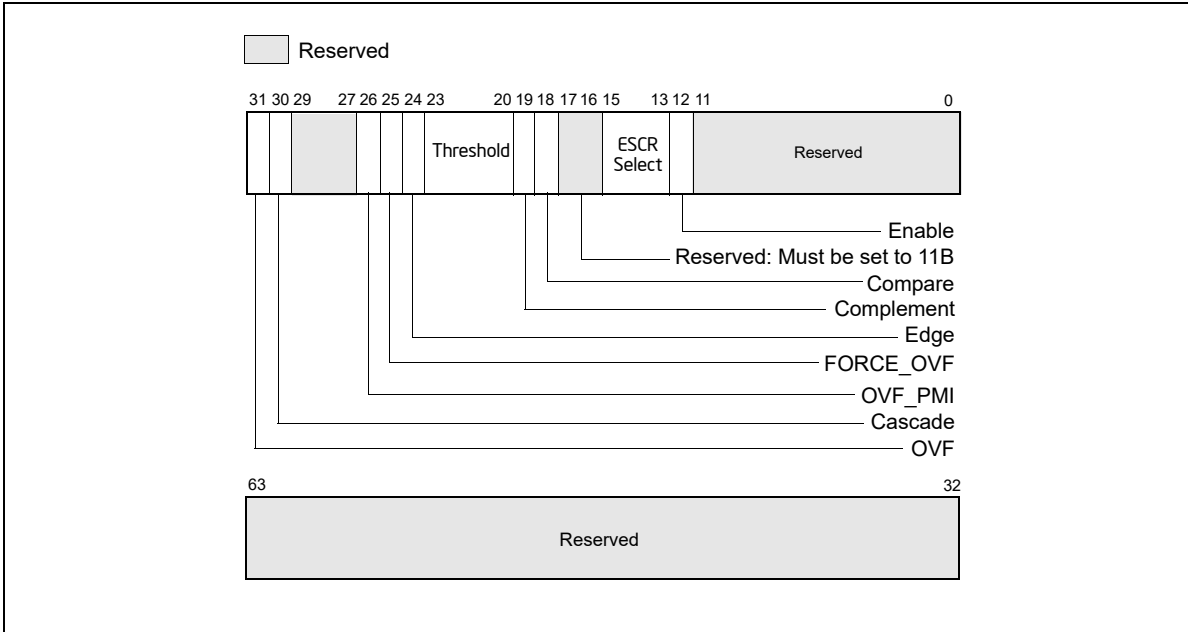 Reserved
31 30 29 27 26 25 24 23 20 19 18 17 16 15 13 12 11 0
Threshold
ESCR
Select
Reserved
Enable
Reserved: Must be set to 11B
Compare
Complement
Edge
FORCE_OVF
OVF_PMI
Cascade
OVF
63 32
Reserved